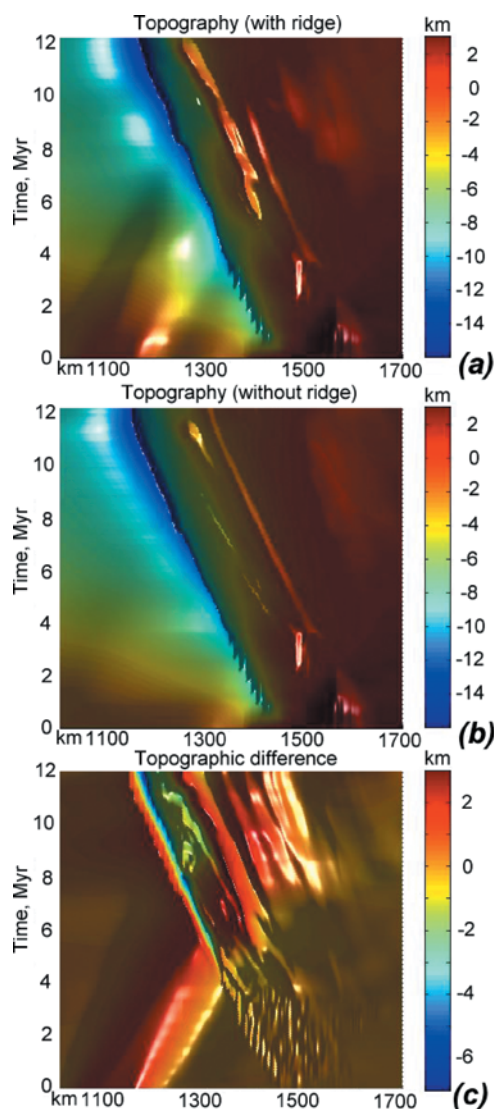 Topography (with ridge)
km
12
10
8
6
4
2
0
Time, Myr
2
0
-2
-4
-6
-8
-10
-12
-14
km 1100 1300 1500 1700
(a)
Topography (without ridge)
km
12
10
8
6
4
2
0
Time, Myr
2
0
-2
-4
-6
-8
-10
-12
-14
km 1100 1300 1500 1700
(b)
Topographic difference
km
12
10
8
6
4
2
0
Time, Myr
2
0
-2
-4
-6
km 1100 1300 1500 1700
(c)